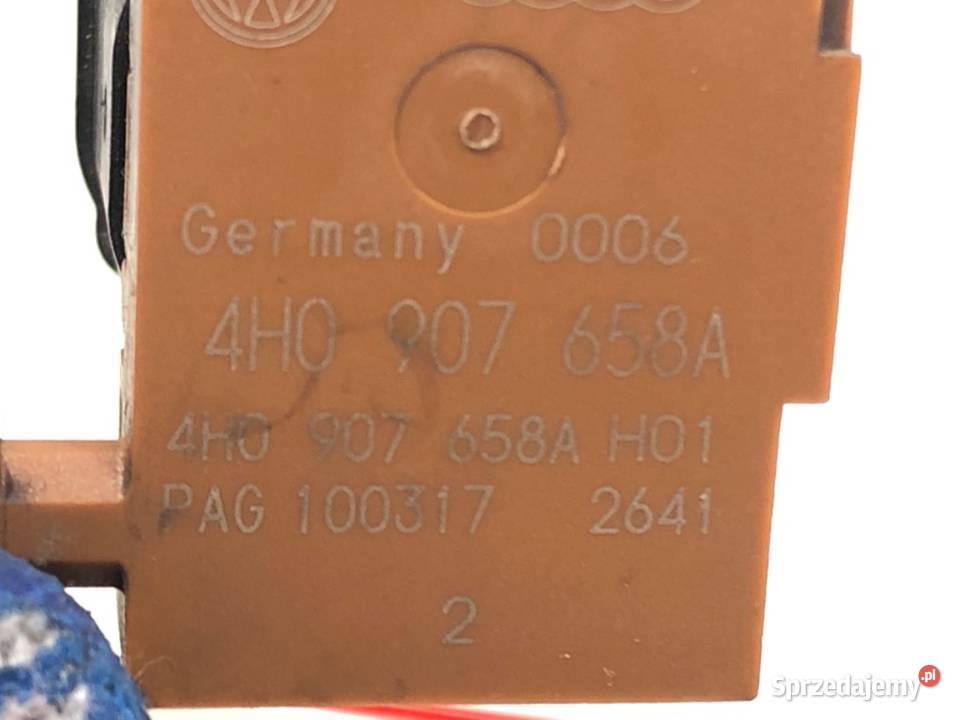 Germany 0006
4H0 907 658A
4H0 907 658A H01
PAG 100317 2641
2
Sprzedajemy.pl